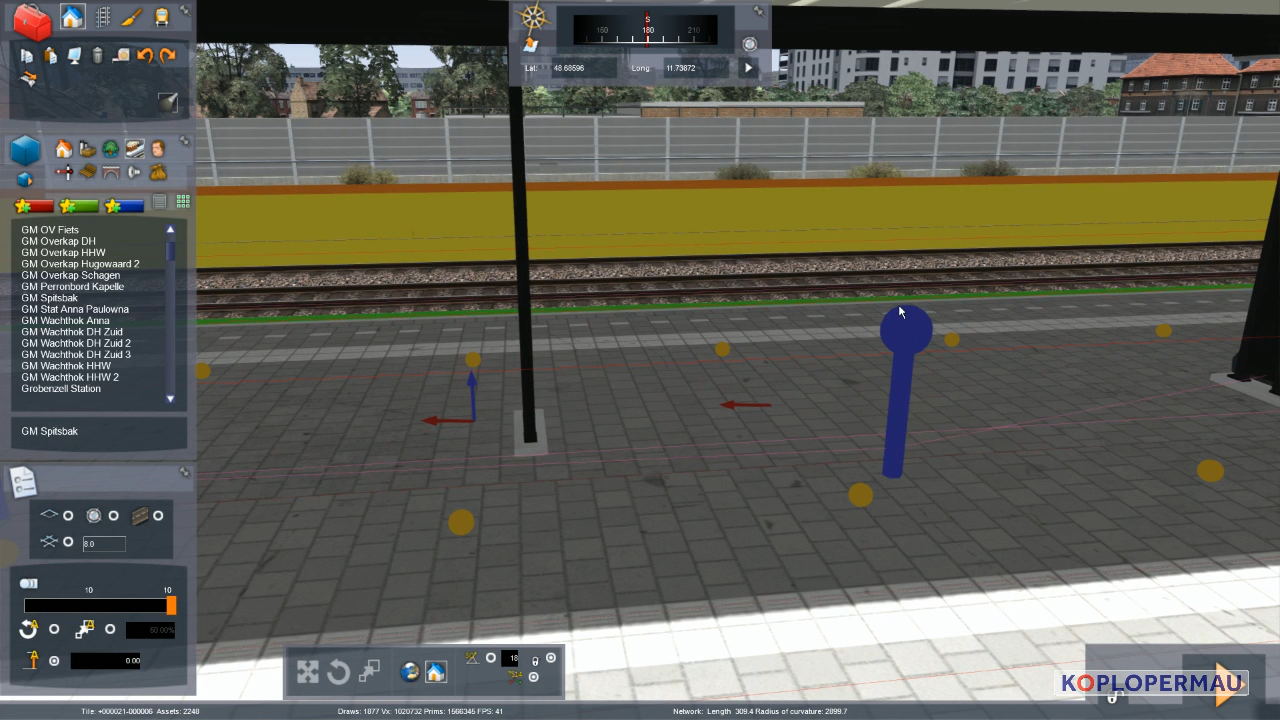 S
150 180 210
Lat: 48.68596 Long: 11.73872
GM OV Fiets
GM Overkap DH
GM Overkap HHW
GM Overkap Hugowaard 2
GM Overkap Schagen
GM Perronbord Kapelle
GM Spitsbak
GM Stat Anna Paulowna
GM Wachthok Anna
GM Wachthok DH Zuid
GM Wachthok DH Zuid 2
GM Wachthok DH Zuid 3
GM Wachthok HHW
GM Wachthok HHW 2
Grobenzell Station
GM Spitsbak
8.0
10 10
50.00%
0.00
18
KOPLOPERMAU
Tile: +000021-000006 Assets: 2248
Draws: 1877 Vx: 1020732 Prims: 1566345 FPS: 41
Network: Length 309.4 Radius of curvature: 2899.7